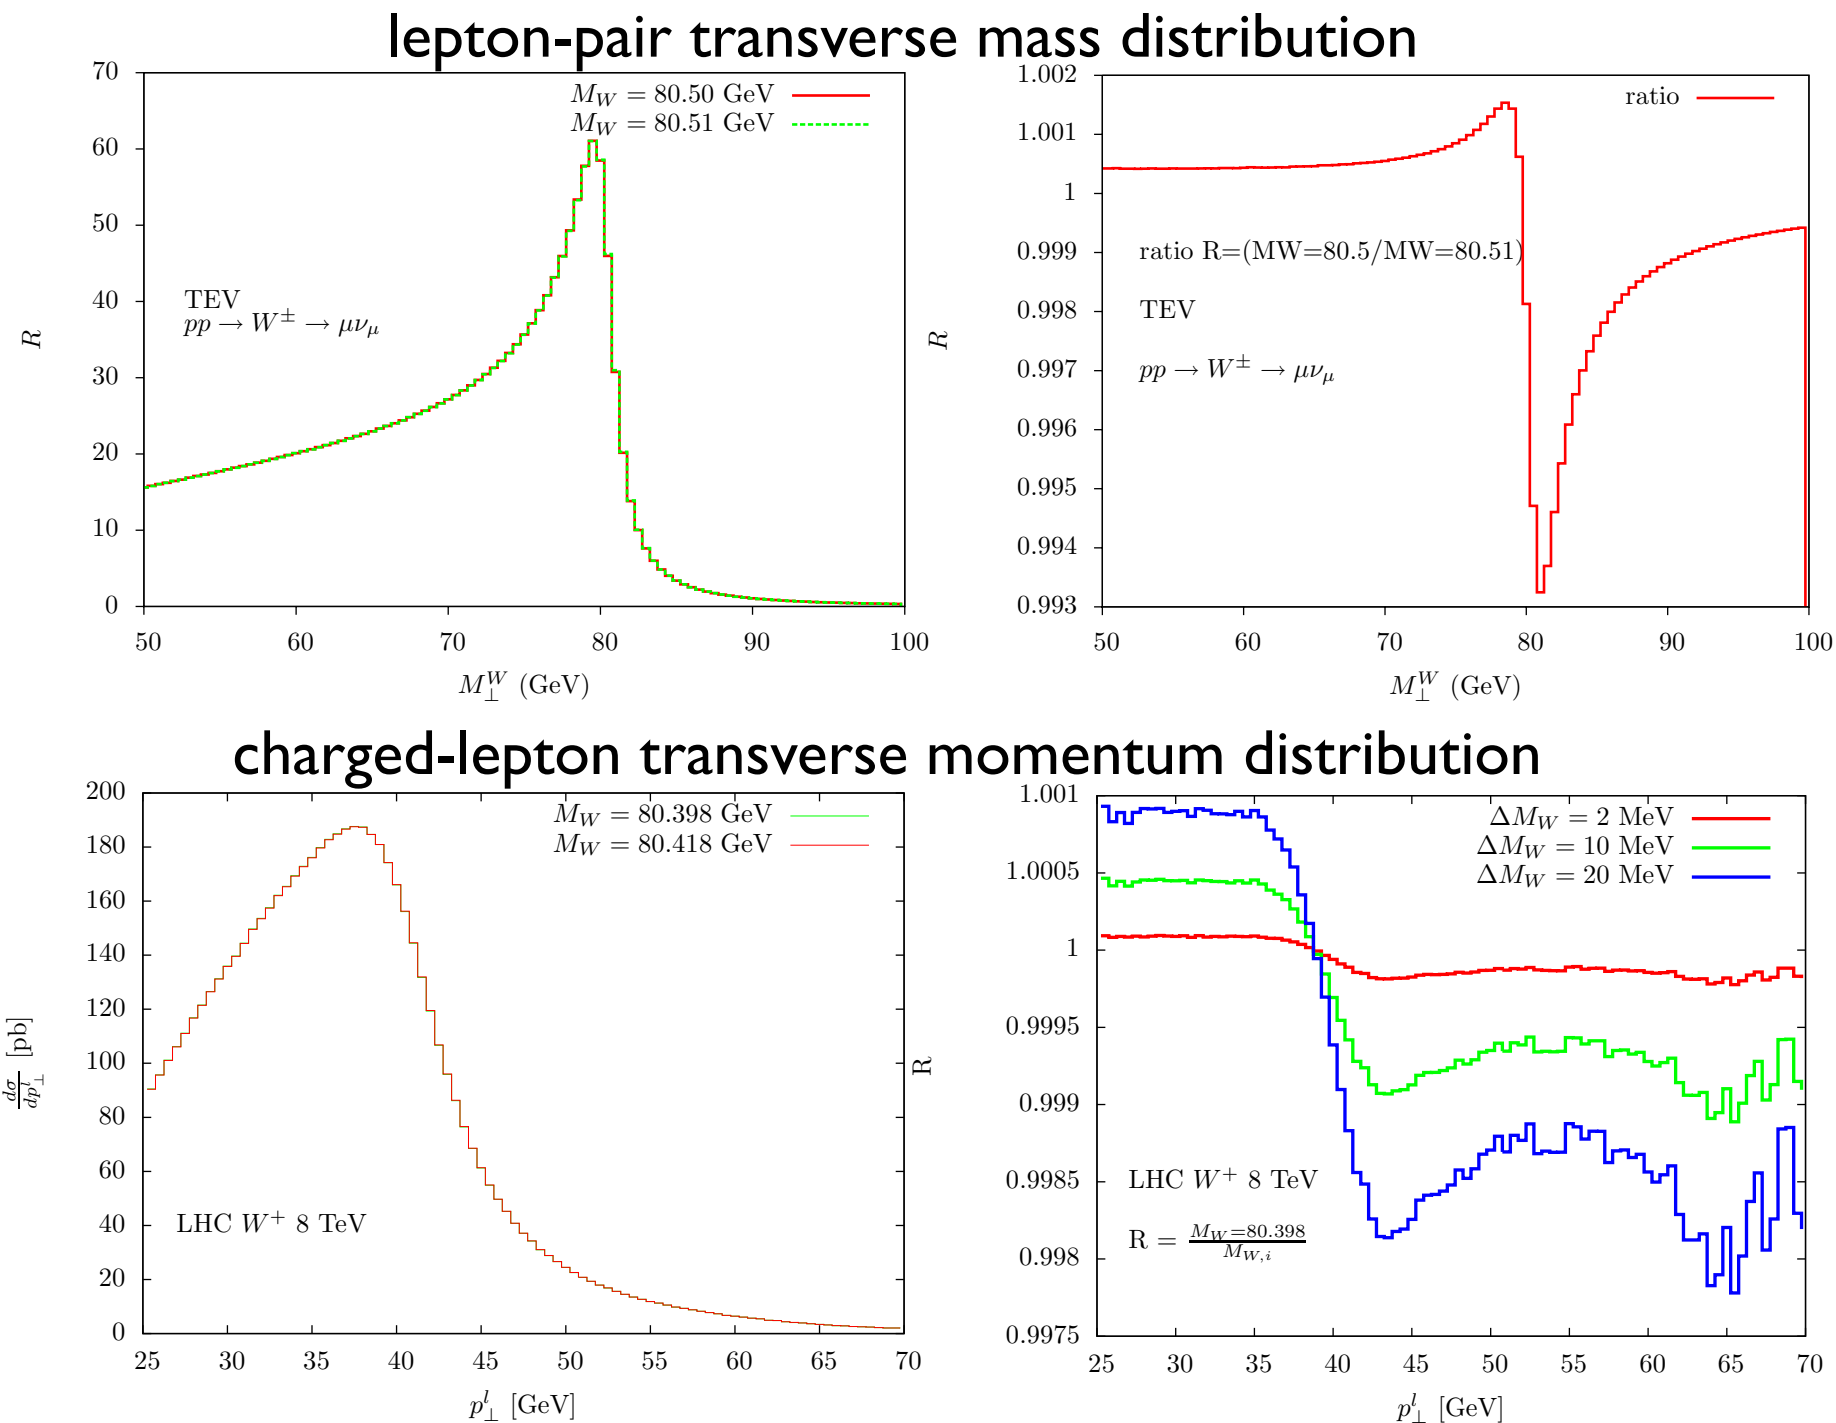 lepton-pair transverse mass distribution
70
60
50
40
30
20
10
0
R
M_W = 80.50 GeV
M_W = 80.51 GeV
TEV
pp → W^± → μν_μ
50 60 70 80 90 100
M_⊥^W (GeV)
1.002
1.001
1
0.999
0.998
0.997
0.996
0.995
0.994
0.993
R
ratio
ratio R=(MW=80.5/MW=80.51)
TEV
pp → W^± → μν_μ
50 60 70 80 90 100
M_⊥^W (GeV)
charged-lepton transverse momentum distribution
200
180
160
140
120
100
80
60
40
20
0
dσ/dp_⊥^l [pb]
M_W = 80.398 GeV
M_W = 80.418 GeV
LHC W^+ 8 TeV
25 30 35 40 45 50 55 60 65 70
p_⊥^l [GeV]
1.001
1.0005
1
0.9995
0.999
0.9985
0.998
0.9975
R
ΔM_W = 2 MeV
ΔM_W = 10 MeV
ΔM_W = 20 MeV
LHC W^+ 8 TeV
R = M_W=80.398/M_W,i
25 30 35 40 45 50 55 60 65 70
p_⊥^l [GeV]